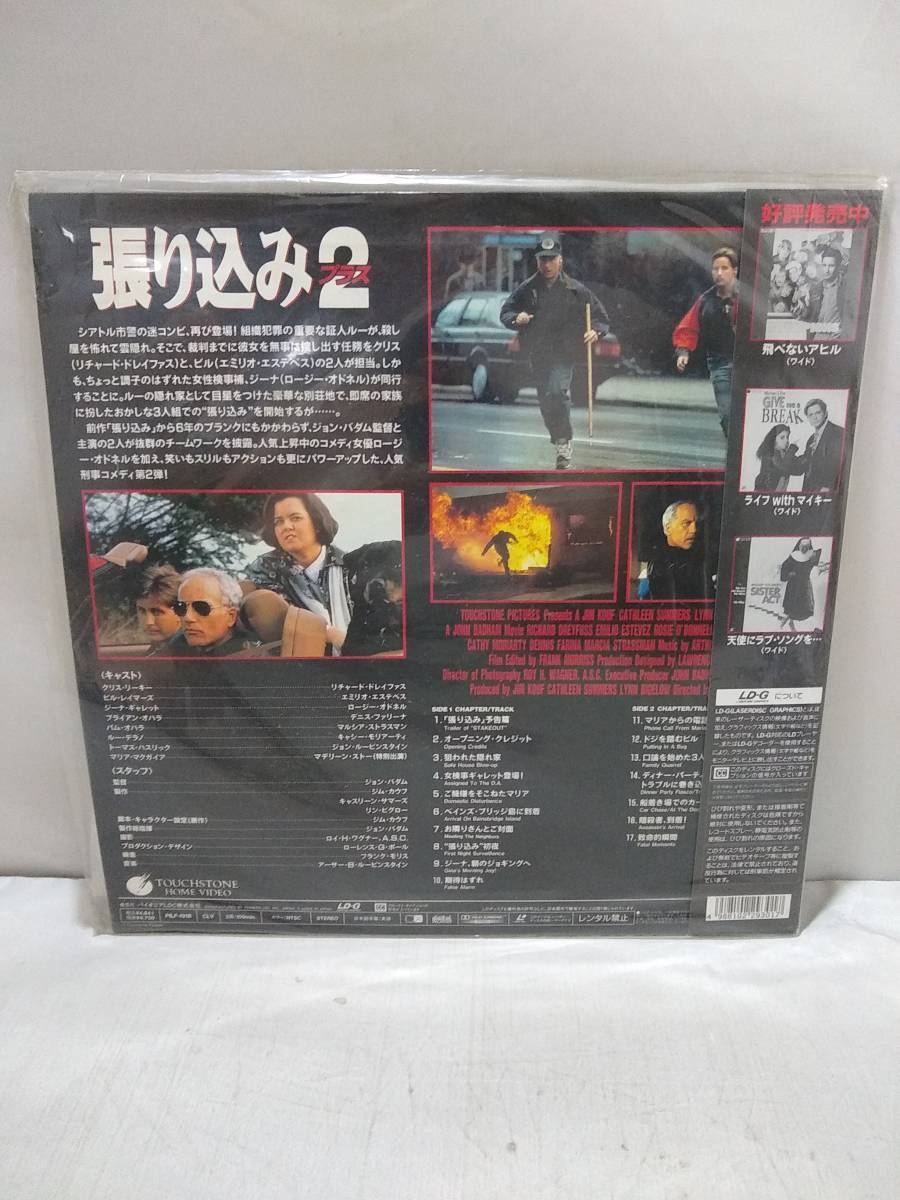 張り込み2
プラス
シアトル市警の迷コンビ、再び登場！組織犯罪の重要な証人ルーが、殺し
屋を怖れて雲隠れ。そこで、裁判までに彼女を無事に捜し出す任務をクリス
(リチャード・ドレイファス)と、ビル(エミリオ・エステベス)の2人が担当。しか
も、ちょっと調子のはずれた女性検事補、ジーナ(ロージー・オドネル)が同行
することに。ルーの隠れ家として目星をつけた豪華な別荘地で、即席の家族
に扮したおかしな3人組での"張り込み"を開始するが……。
前作「張り込み」から6年のブランクにもかかわらず、ジョン・バダム監督と
主演の2人が抜群のチームワークを披露。人気上昇中のコメディ女優ロージ
ー・オドネルを加え、笑いもスリルもアクションも更にパワーアップした、人気
刑事コメディ第2弾！
〈キャスト〉
クリス・リーキー リチャード・ドレイファス
ビル・レイマーズ エミリオ・エステベス
ジーナ・ギャレット ロージー・オドネル
ブライアン・オハラ デニス・ファリーナ
パム・オハラ マルシア・ストラスマン
ルー・デラノ キャシー・モリアーティ
トーマス・ハスリック ジョン・ルービンスタイン
マリア・マクガイア マデリーン・ストー(特別出演)
〈スタッフ〉
監督 ジョン・バダム
製作 ジム・カウフ
キャスリーン・サマーズ
リン・ビグロー
脚本・キャラクター設定(原作) ジム・カウフ
製作総指揮 ジョン・バダム
撮影 ロイ・H・ワグナー,A.S.C.
プロダクション・デザイン ローレンス・G・ポール
編集 フランク・モリス
音楽 アーサー・B・ルービンスタイン
TOUCHSTONE
HOME VIDEO
TOUCHSTONE PICTURES Presents A JIM KOUF CATHLEEN SUMMERS LYNN
A JOHN BADHAM Movie RICHARD DREYFUSS EMILIO ESTEVEZ ROSIE O'DONNELL
CATHY MORIARTY DENNIS FARINA MARCIA STRASSMAN Music by ARTH
Film Edited by FRANK MORRISS Production Designed by LAWRENC
Director of Photography ROY H. WAGNER, A.S.C. Executive Producer JOHN BADH
Produced by JIM KOUF CATHLEEN SUMMERS LYNN BIGELOW Directed b
SIDE 1 CHAPTER/TRACK
1.「張り込み」予告篇
Trailer of "STAKEOUT"
2.オープニング・クレジット
Opening Credits
3.狙われた隠れ家
Safe House Blow-up
4.女検事ギャレット登場！
Assigned To The D.A.
5.ご機嫌をそこねたマリア
Domestic Disturbance
6.ベインズ・ブリッジ島に到着
Arrival On Bainsbridge Island
7.お隣りさんとご対面
Meeting The Neighbors
8."張り込み"初夜
First Night Surveillance
9.ジーナ、朝のジョギングへ
Gina's Morning Jog!
10.期待はずれ
False Alarm
SIDE 2 CHAPTER/TRACK
11.マリアからの電話
Phone Call From Maria
12.ドジを踏むビル
Putting In A Bug
13.口論を始めた3人
Family Quarrel
14.ディナー・パーティ
トラブルに巻き込
Dinner Party Fiasco/T
15.船着き場でのカー
Car Chase/At The Do
16.暗殺者、到着！
Assassin's Arrival
17.致命的瞬間
Fatal Moments
好評発売中
飛べないアヒル
(ワイド)
GIVE ME A
BREAK
ライフ with マイキー
(ワイド)
SISTER
ACT
天使にラブ・ソングを…
(ワイド)
LD-G について
発売元 パイオニアLDC株式会社
PILF-1918
CLV
NTSC
STEREO
LD-G
レンタル禁止
4988102293017